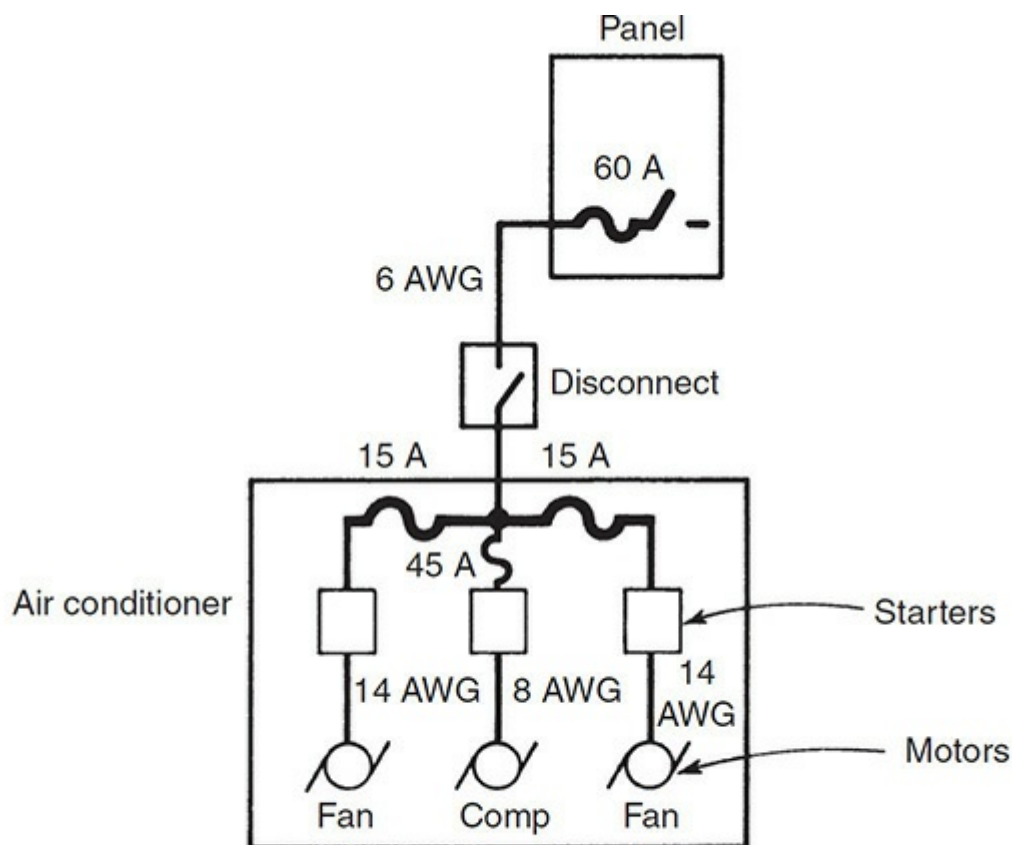 Panel
60 A
6 AWG
Disconnect
15 A
15 A
45 A
Air conditioner
Starters
14 AWG
8 AWG
14
AWG
Motors
Fan
Comp
Fan